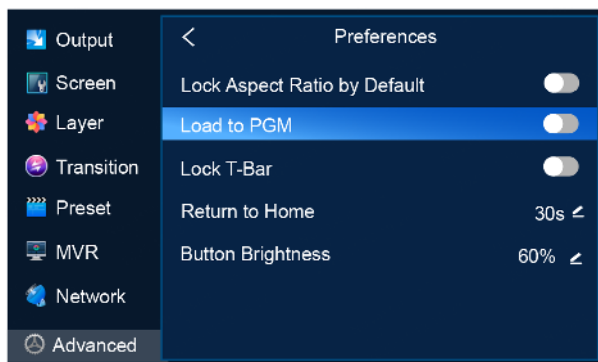 Output
Screen
Layer
Transition
Preset
MVR
Network
Advanced
Preferences
Lock Aspect Ratio by Default
Load to PGM
Lock T-Bar
Return to Home 30s
Button Brightness 60%